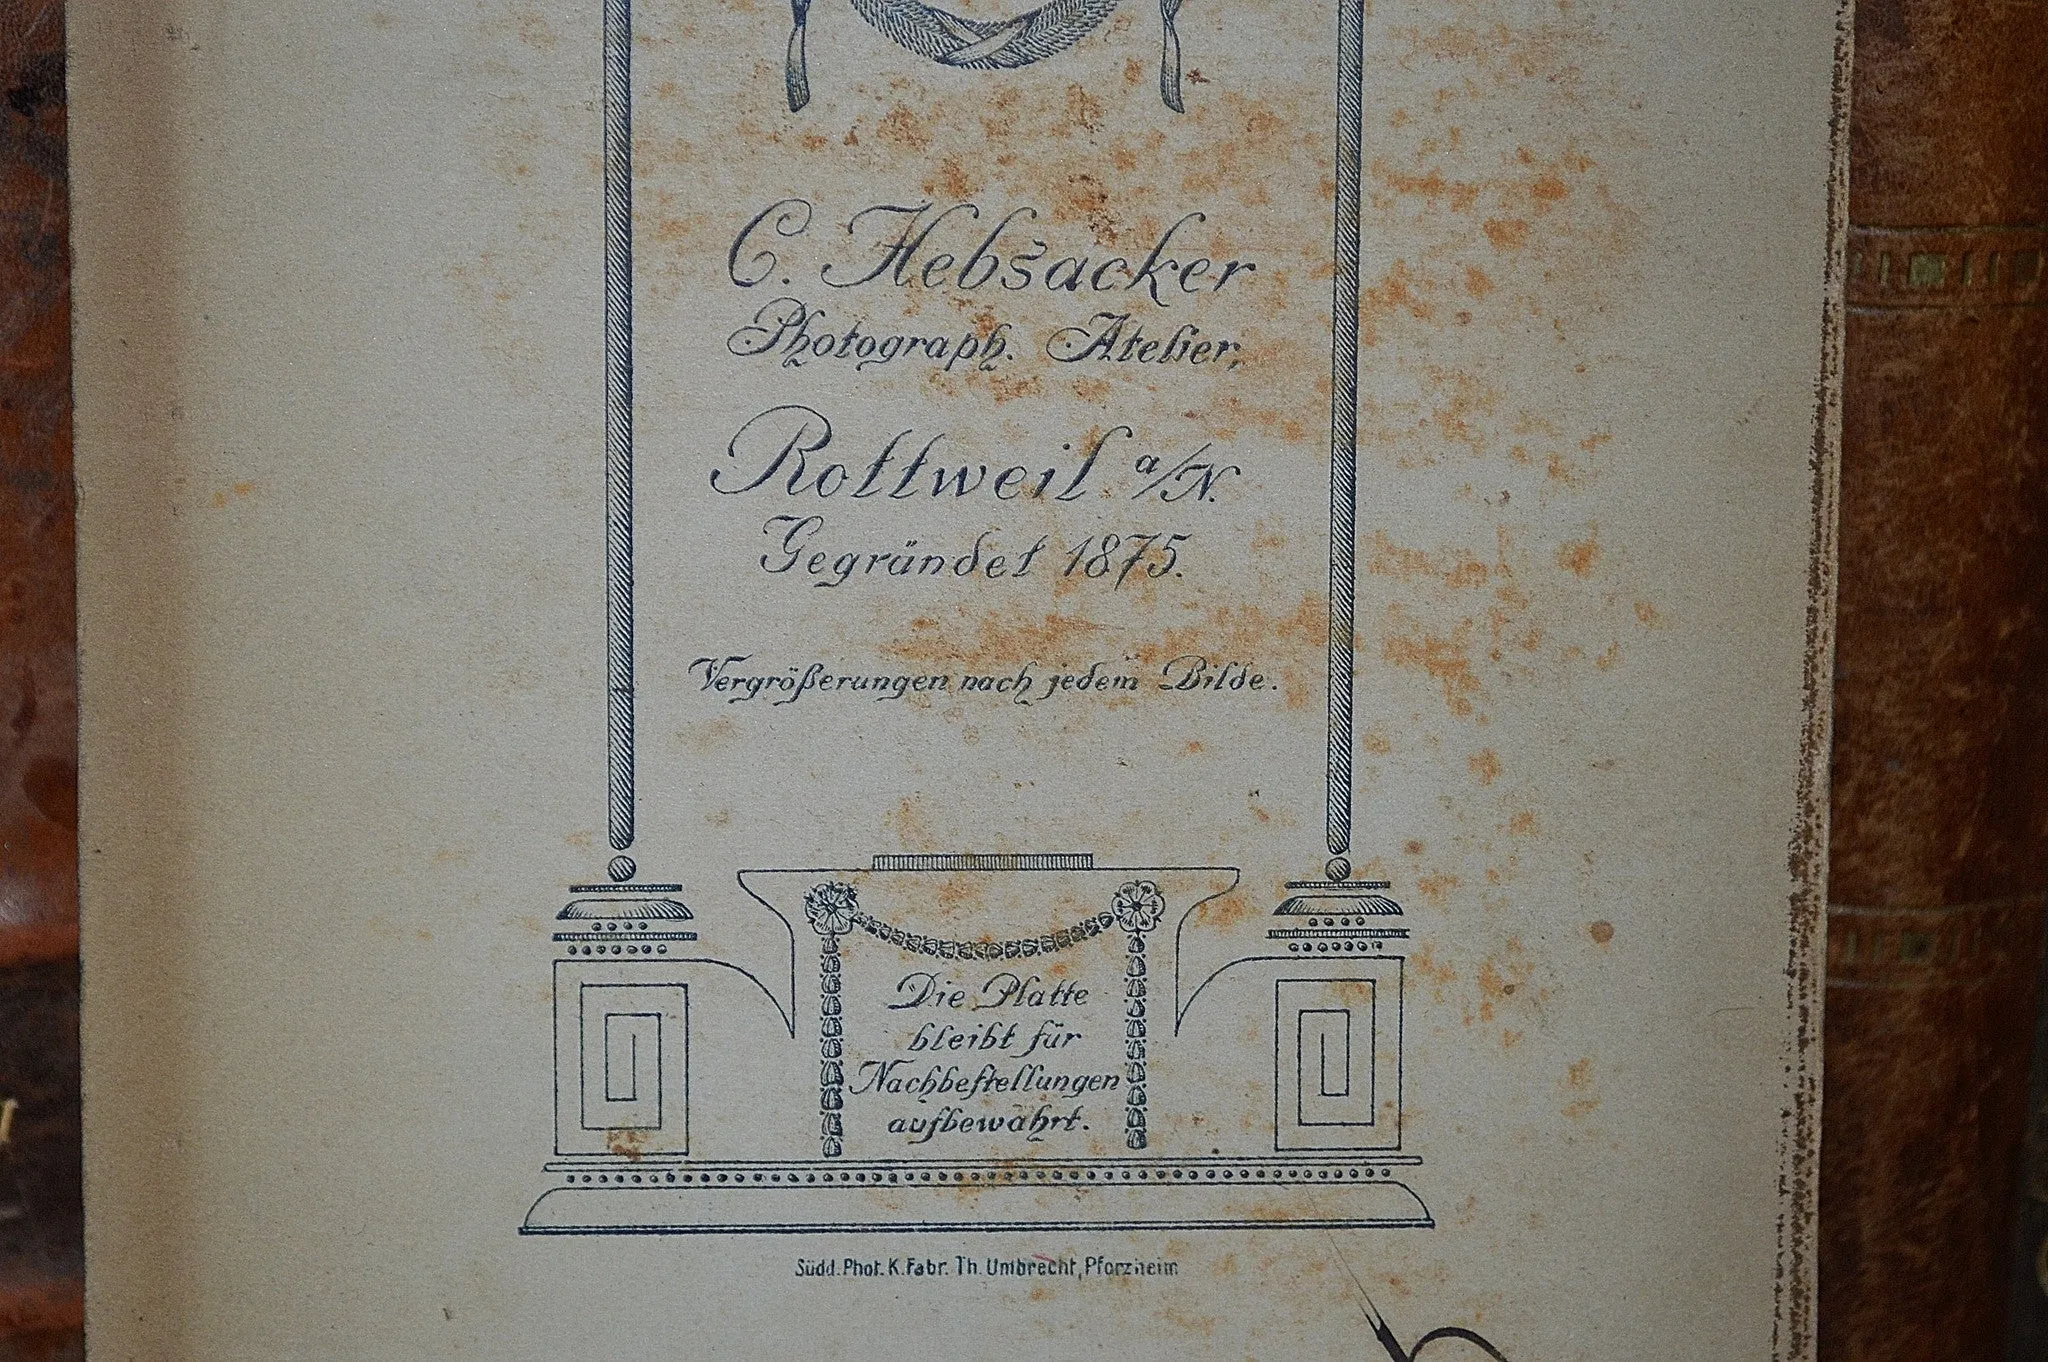 C. Hebsacker
Photograph. Atelier,
Rottweil a/N.
Gegründet 1875.
Vergrößerungen nach jedem Bilde.
Die Platte
bleibt für
Nachbestellungen
aufbewahrt.
Südd. Phot. K. Fabr. Th. Umbrecht, Pforzheim